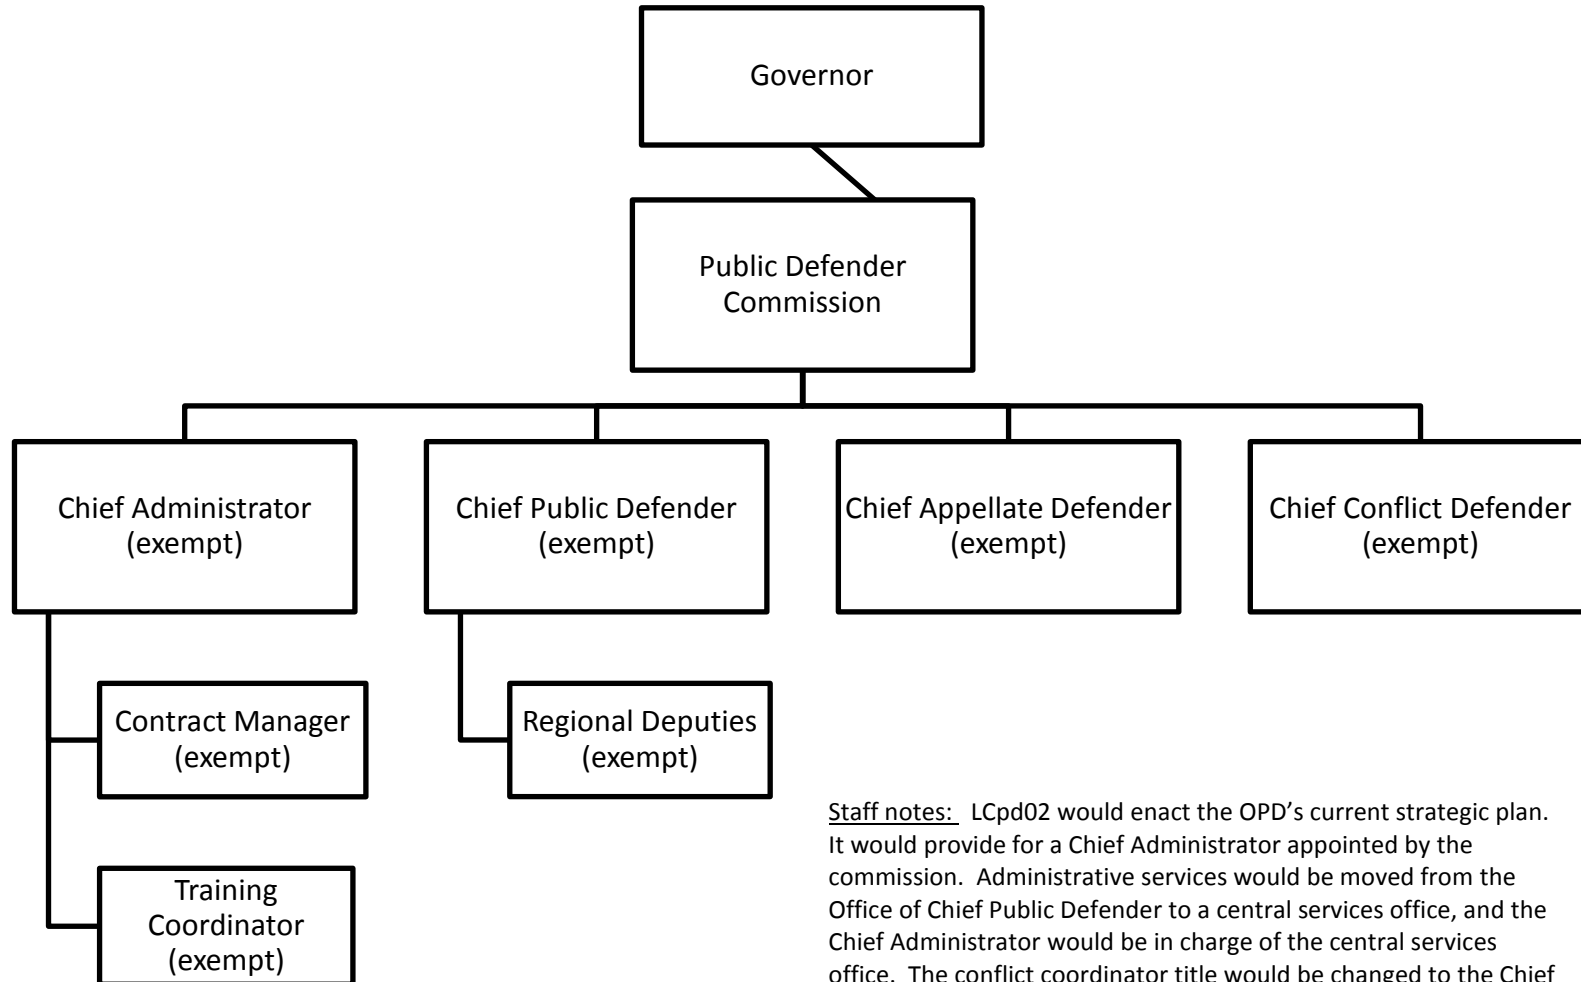 Governor
Public Defender
Commission
Chief Administrator
(exempt)
Chief Public Defender
(exempt)
Chief Appellate Defender
(exempt)
Chief Conflict Defender
(exempt)
Contract Manager
(exempt)
Regional Deputies
(exempt)
Training
Coordinator
(exempt)
Staff notes: LCpd02 would enact the OPD’s current strategic plan.
It would provide for a Chief Administrator appointed by the
commission. Administrative services would be moved from the
Office of Chief Public Defender to a central services office, and the
Chief Administrator would be in charge of the central services
office. The conflict coordinator title would be changed to the Chief